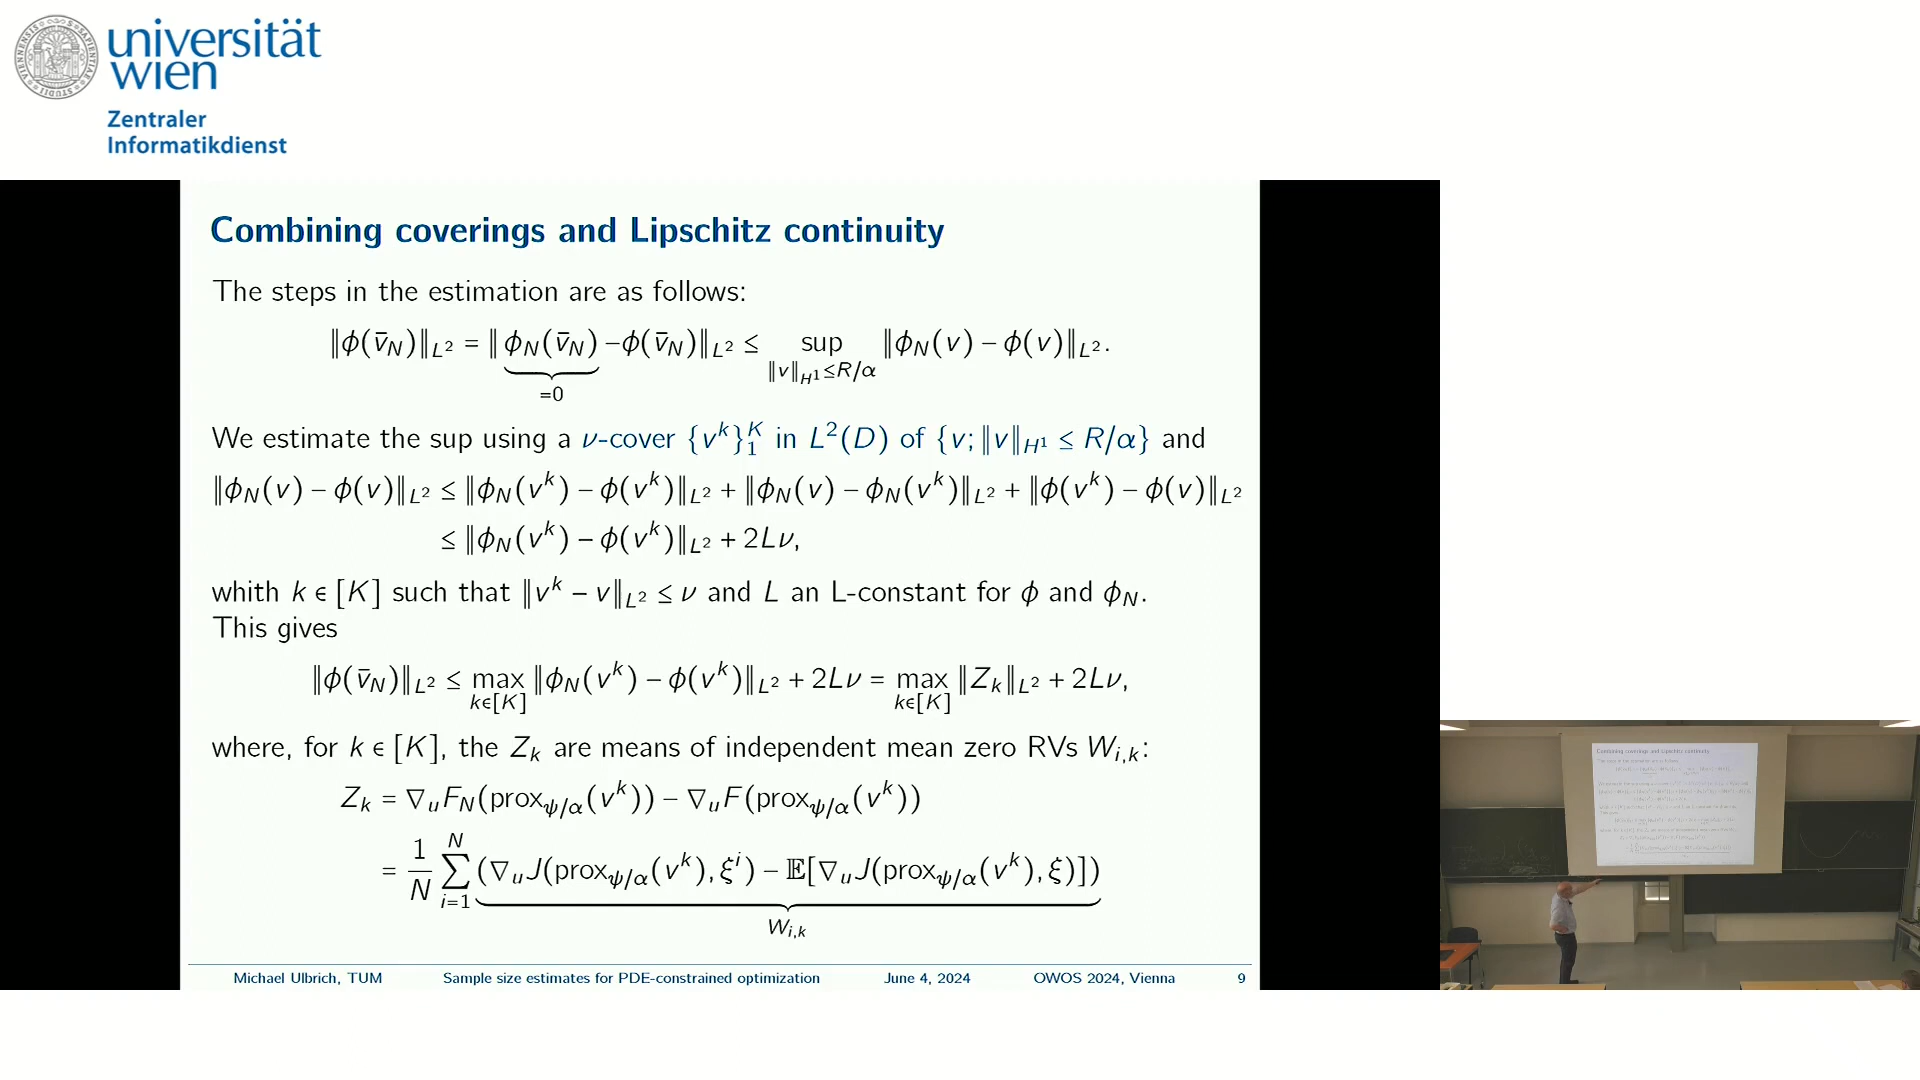 universität
wien
Zentraler
Informatikdienst
Combining coverings and Lipschitz continuity
The steps in the estimation are as follows:
‖ϕ(v̄_N)‖_{L²} = ‖ϕ_N(v̄_N) −ϕ(v̄_N)‖_{L²} ≤ sup_{‖v‖_{H¹}≤R/α} ‖ϕ_N(v) − ϕ(v)‖_{L²}.
=0
We estimate the sup using a ν-cover {v^k}_1^K in L²(D) of {v; ‖v‖_{H¹} ≤ R/α} and
‖ϕ_N(v) − ϕ(v)‖_{L²} ≤ ‖ϕ_N(v^k) − ϕ(v^k)‖_{L²} + ‖ϕ_N(v) − ϕ_N(v^k)‖_{L²} + ‖ϕ(v^k) − ϕ(v)‖_{L²}
≤ ‖ϕ_N(v^k) − ϕ(v^k)‖_{L²} + 2Lν,
whith k ∈ [K] such that ‖v^k − v‖_{L²} ≤ ν and L an L-constant for ϕ and ϕ_N.
This gives
‖ϕ(v̄_N)‖_{L²} ≤ max_{k∈[K]} ‖ϕ_N(v^k) − ϕ(v^k)‖_{L²} + 2Lν = max_{k∈[K]} ‖Z_k‖_{L²} + 2Lν,
where, for k ∈ [K], the Z_k are means of independent mean zero RVs W_{i,k}:
Z_k = ∇_u F_N(prox_{ψ/α}(v^k)) − ∇_u F(prox_{ψ/α}(v^k))
= 1/N ∑_{i=1}^N (∇_u J(prox_{ψ/α}(v^k), ξ^i) − 𝔼[∇_u J(prox_{ψ/α}(v^k), ξ)])
W_{i,k}
Michael Ulbrich, TUM Sample size estimates for PDE-constrained optimization June 4, 2024 OWOS 2024, Vienna 9
Combining coverings and Lipschitz continuity